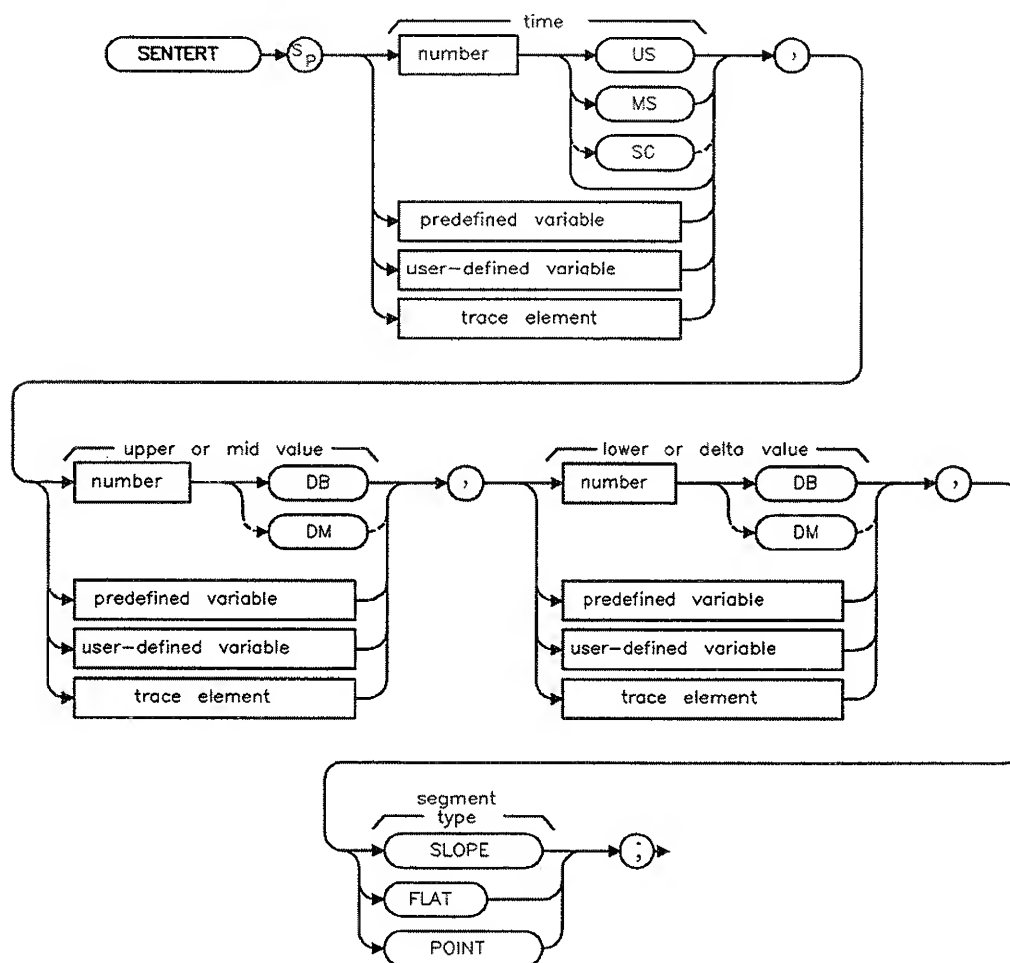 time
SENTERT SP number US ,
MS
SC
predefined variable
user-defined variable
trace element
upper or mid value lower or delta value
number DB , number DB ,
DM DM
predefined variable predefined variable
user-defined variable user-defined variable
trace element trace element
segment
type
SLOPE ;
FLAT
POINT